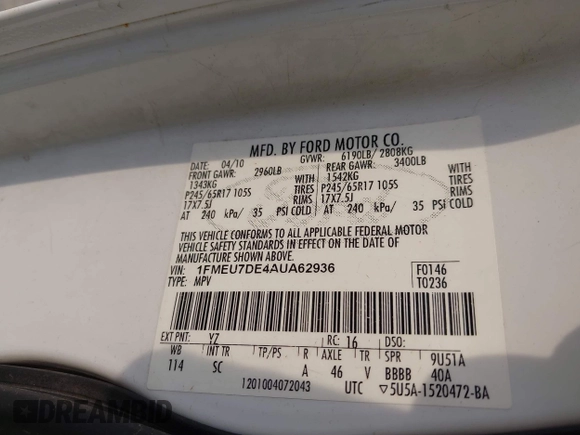 MFD. BY FORD MOTOR CO.
DATE: 04/10 GVWR: 6190LB/ 2808KG
FRONT GAWR: 2960LB REAR GAWR: 3400LB
1343KG WITH 1542KG WITH
P245/65R17 105S TIRES P245/65R17 105S TIRES
17X7.5J RIMS 17X7.5J RIMS
AT 240 kPa/ 35 PSI COLD AT 240 kPa/ 35 PSI COLD
THIS VEHICLE CONFORMS TO ALL APPLICABLE FEDERAL MOTOR
VEHICLE SAFETY STANDARDS IN EFFECT ON THE DATE OF
MANUFACTURE SHOWN ABOVE.
VIN: 1FMEU7DE4AUA62936 F0146
TYPE: MPV T0236
EXT PNT: YZ RC: 16 DSO:
WB INT TR TP/PS R AXLE TR SPR 9U51A
114 SC A 46 V BBBB 40A
1201004072043 UTC ▽5U5A-1520472-BA
DREAMBID